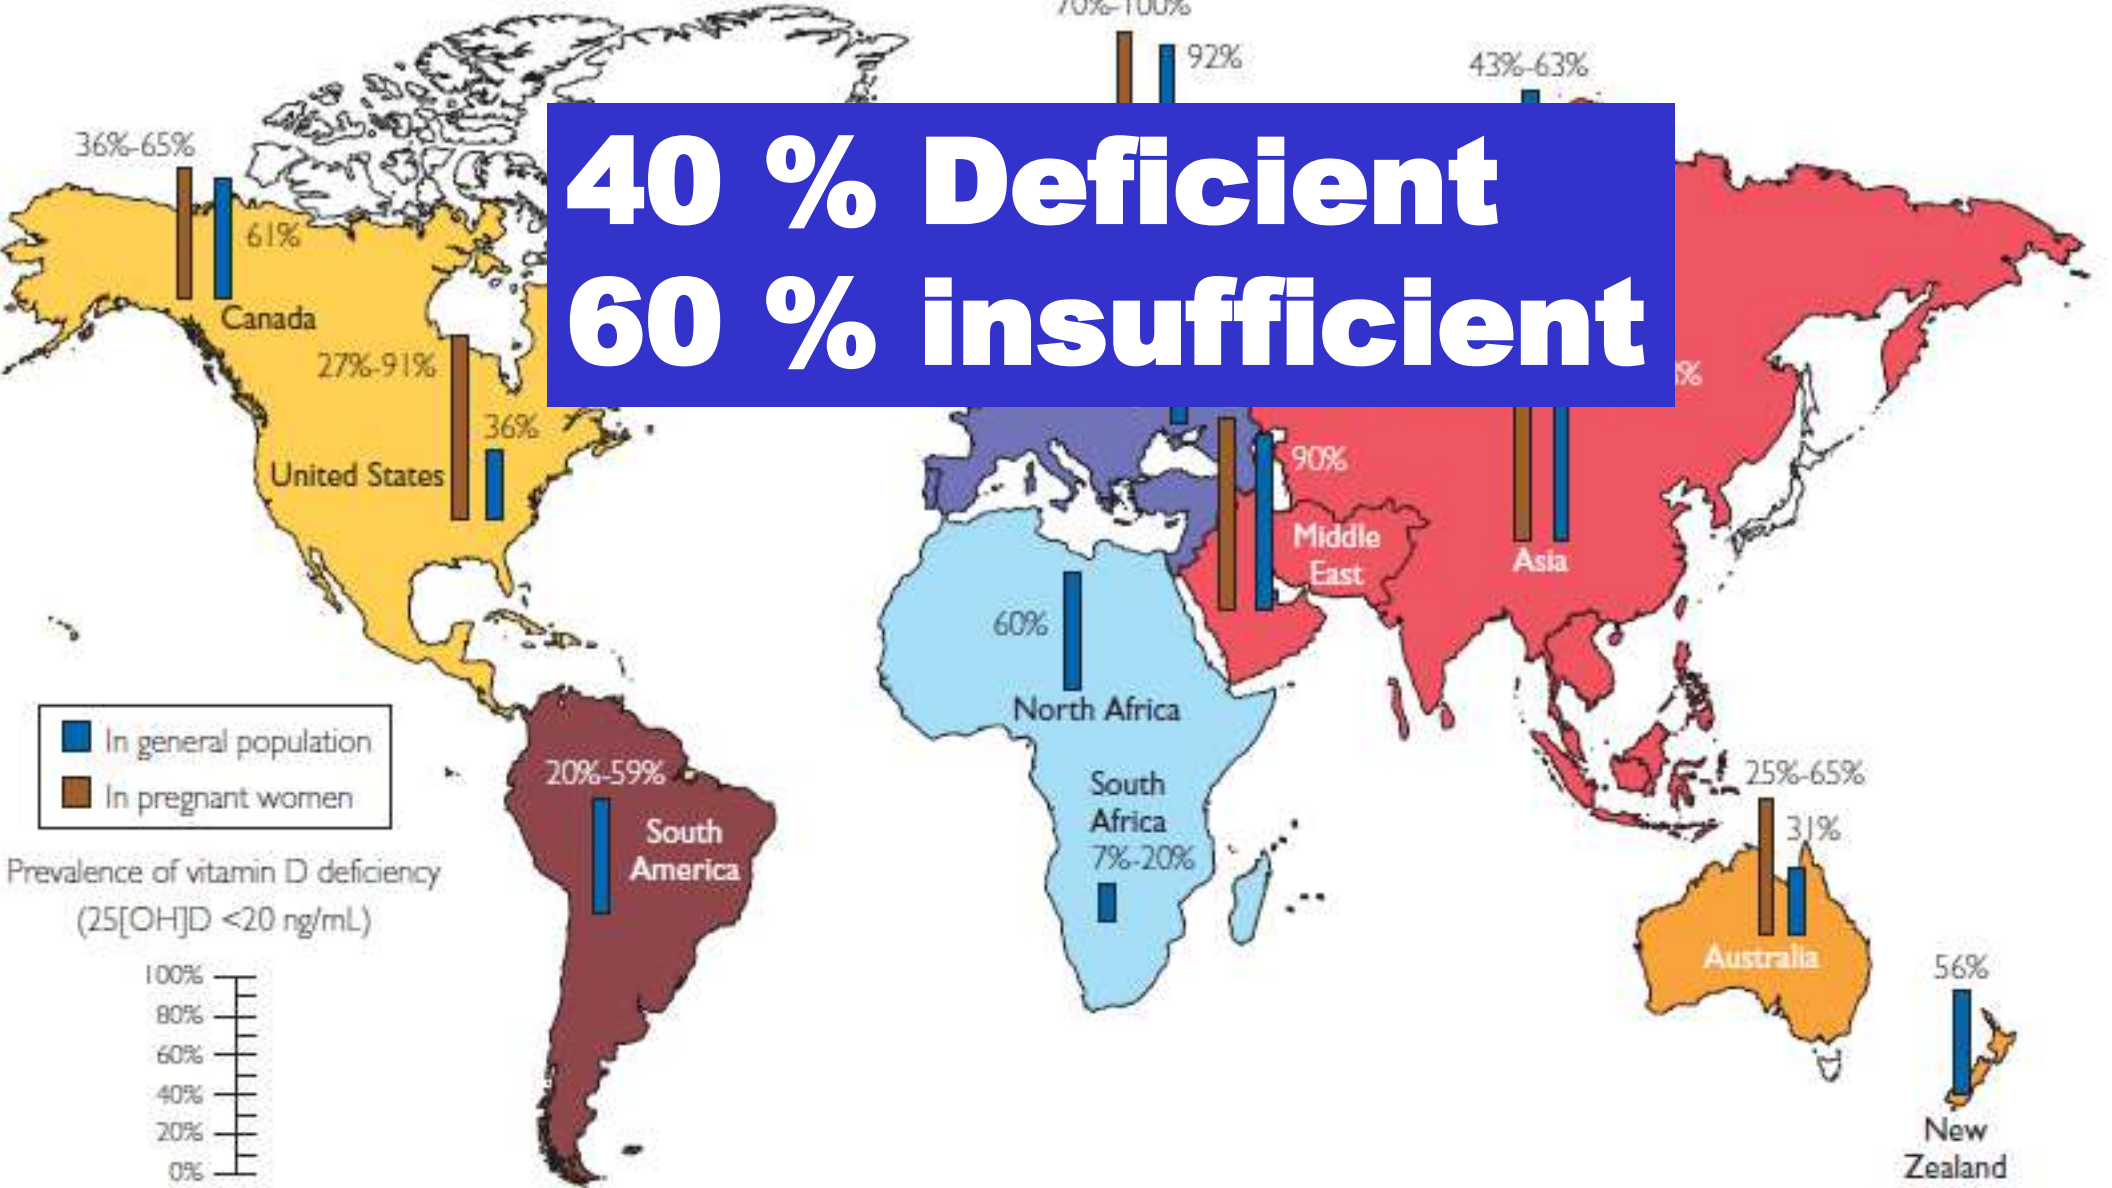 70%-100%
92%
43%-63%
36%-65%
40 % Deficient
60 % insufficient
61%
Canada
27%-91%
36%
United States
90%
Middle
East
Asia
60%
North Africa
In general population
In pregnant women
20%-59%
South
America
South
Africa
7%-20%
25%-65%
31%
Australia
Prevalence of vitamin D deficiency
(25[OH]D <20 ng/mL)
100%
80%
60%
40%
20%
0%
56%
New
Zealand